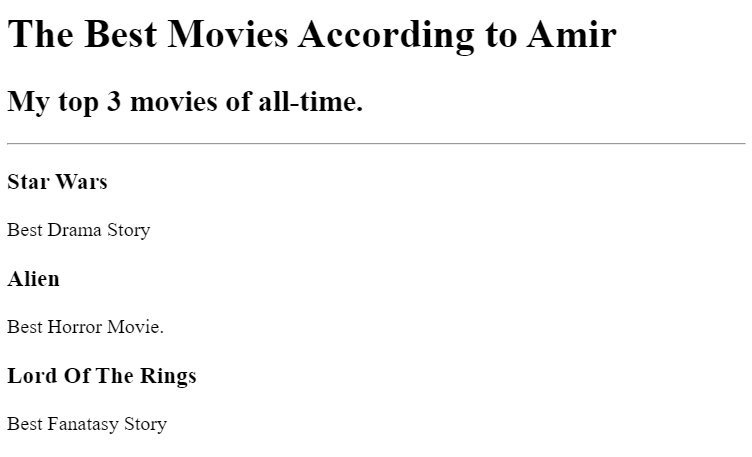 The Best Movies According to Amir
My top 3 movies of all-time.
Star Wars
Best Drama Story
Alien
Best Horror Movie.
Lord Of The Rings
Best Fanatasy Story